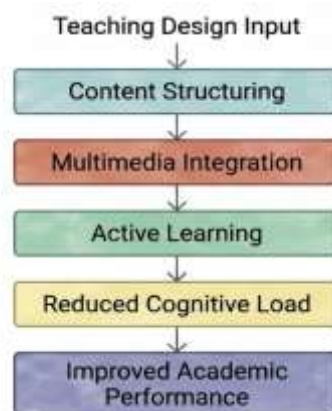 Teaching Design Input
Content Structuring
Multimedia Integration
Active Learning
Reduced Cognitive Load
Improved Academic
Performance